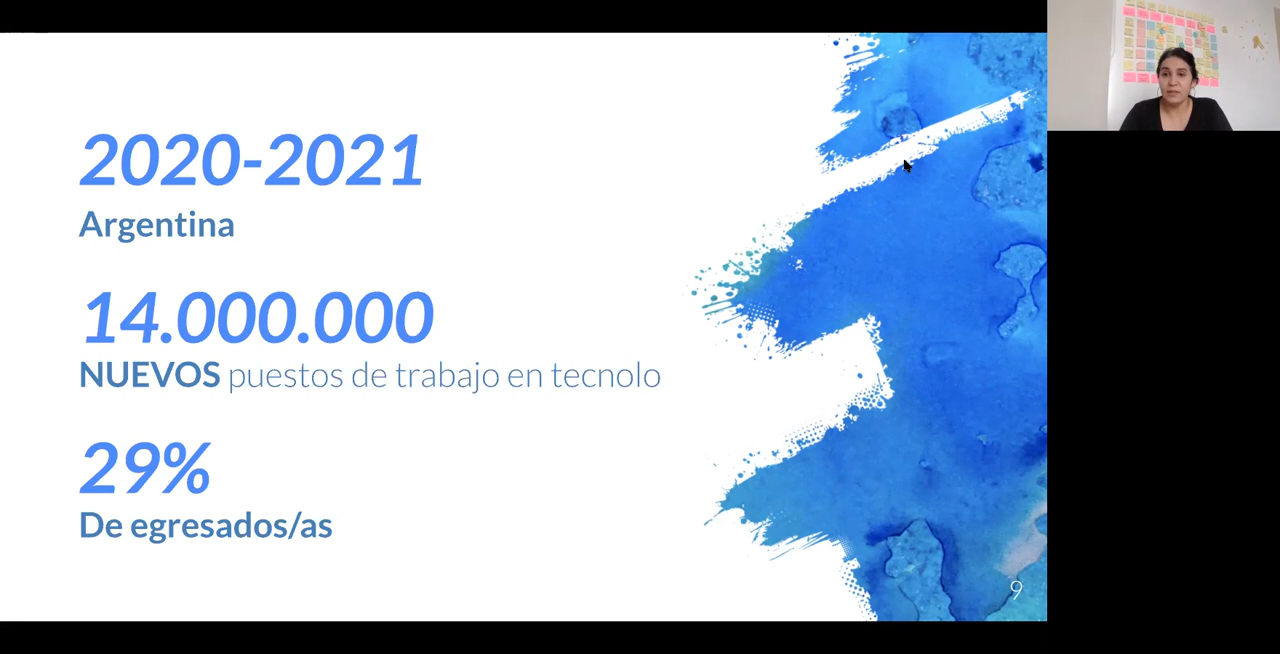 2020-2021
Argentina
14.000.000
NUEVOS puestos de trabajo en tecnolo
29%
De egresados/as
9